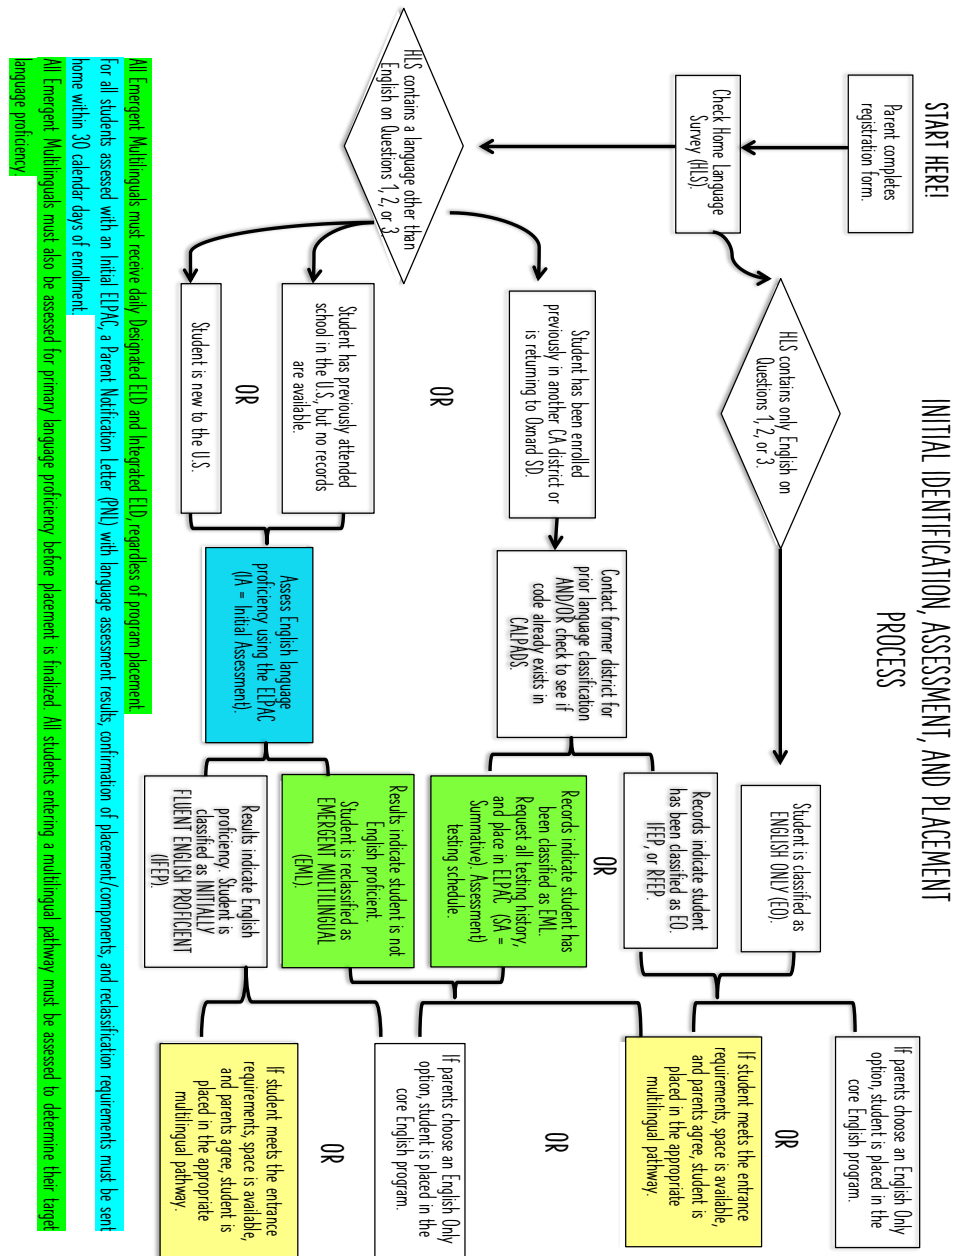 INITIAL IDENTIFICATION, ASSESSMENT, AND PLACEMENT
PROCESS
START HERE!
Parent completes
registration form.
Check Home Language
Survey (HLS).
HLS contains only English on
Questions 1, 2, or 3.
Student is classified as
ENGLISH ONLY (EO).
If parents choose an English Only
option, student is placed in the
core English program.
OR
HLS contains a language other than
English on Questions 1, 2, or 3
Student has been enrolled
previously in another CA district or
is returning to Oxnard SD.
Contact former district for
prior language classification
AND/OR check to see if
code already exists in
CALPADS.
Records indicate student
has been classified as EO.
IFEP, or RFEP.
OR
Records indicate student has
been classified as EML.
Request all testing history,
and place in ELPAC (SA =
Summative). Assessment)
testing schedule.
If student meets the entrance
requirements, space is available,
and parents agree, student is
placed in the appropriate
multilingual pathway.
OR
OR
Student has previously attended
school in the U.S., but no records
are available.
OR
Student is new to the U.S.
Assess English language
proficiency using the ELPAC
(IA = Initial Assessment).
Results indicate student is not
English proficient.
Student is reclassified as
EMERGENT MULTILINGUAL
(EML).
Results indicate English
proficiency. Student is
classified as INITIALLY
FLUENT ENGLISH PROFICIENT
(IFEP).
If parents choose an English Only
option, student is placed in the
core English program.
OR
If student meets the entrance
requirements, space is available,
and parents agree, student is
placed in the appropriate
multilingual pathway.
All Emergent Multilinguals must receive daily Designated ELD and Integrated ELD, regardless of program placement
For all students assessed with an Initial ELPAC, a Parent Notification Letter (PNL) with language assessment results, confirmation of placement/components, and reclassification requirements must be sent
home within 30 calendar days of enrollment.
All Emergent Multilinguals must also be assessed for primary language proficiency before placement is finalized. All students entering a multilingual pathway must be assessed to determine their target
language proficiency.